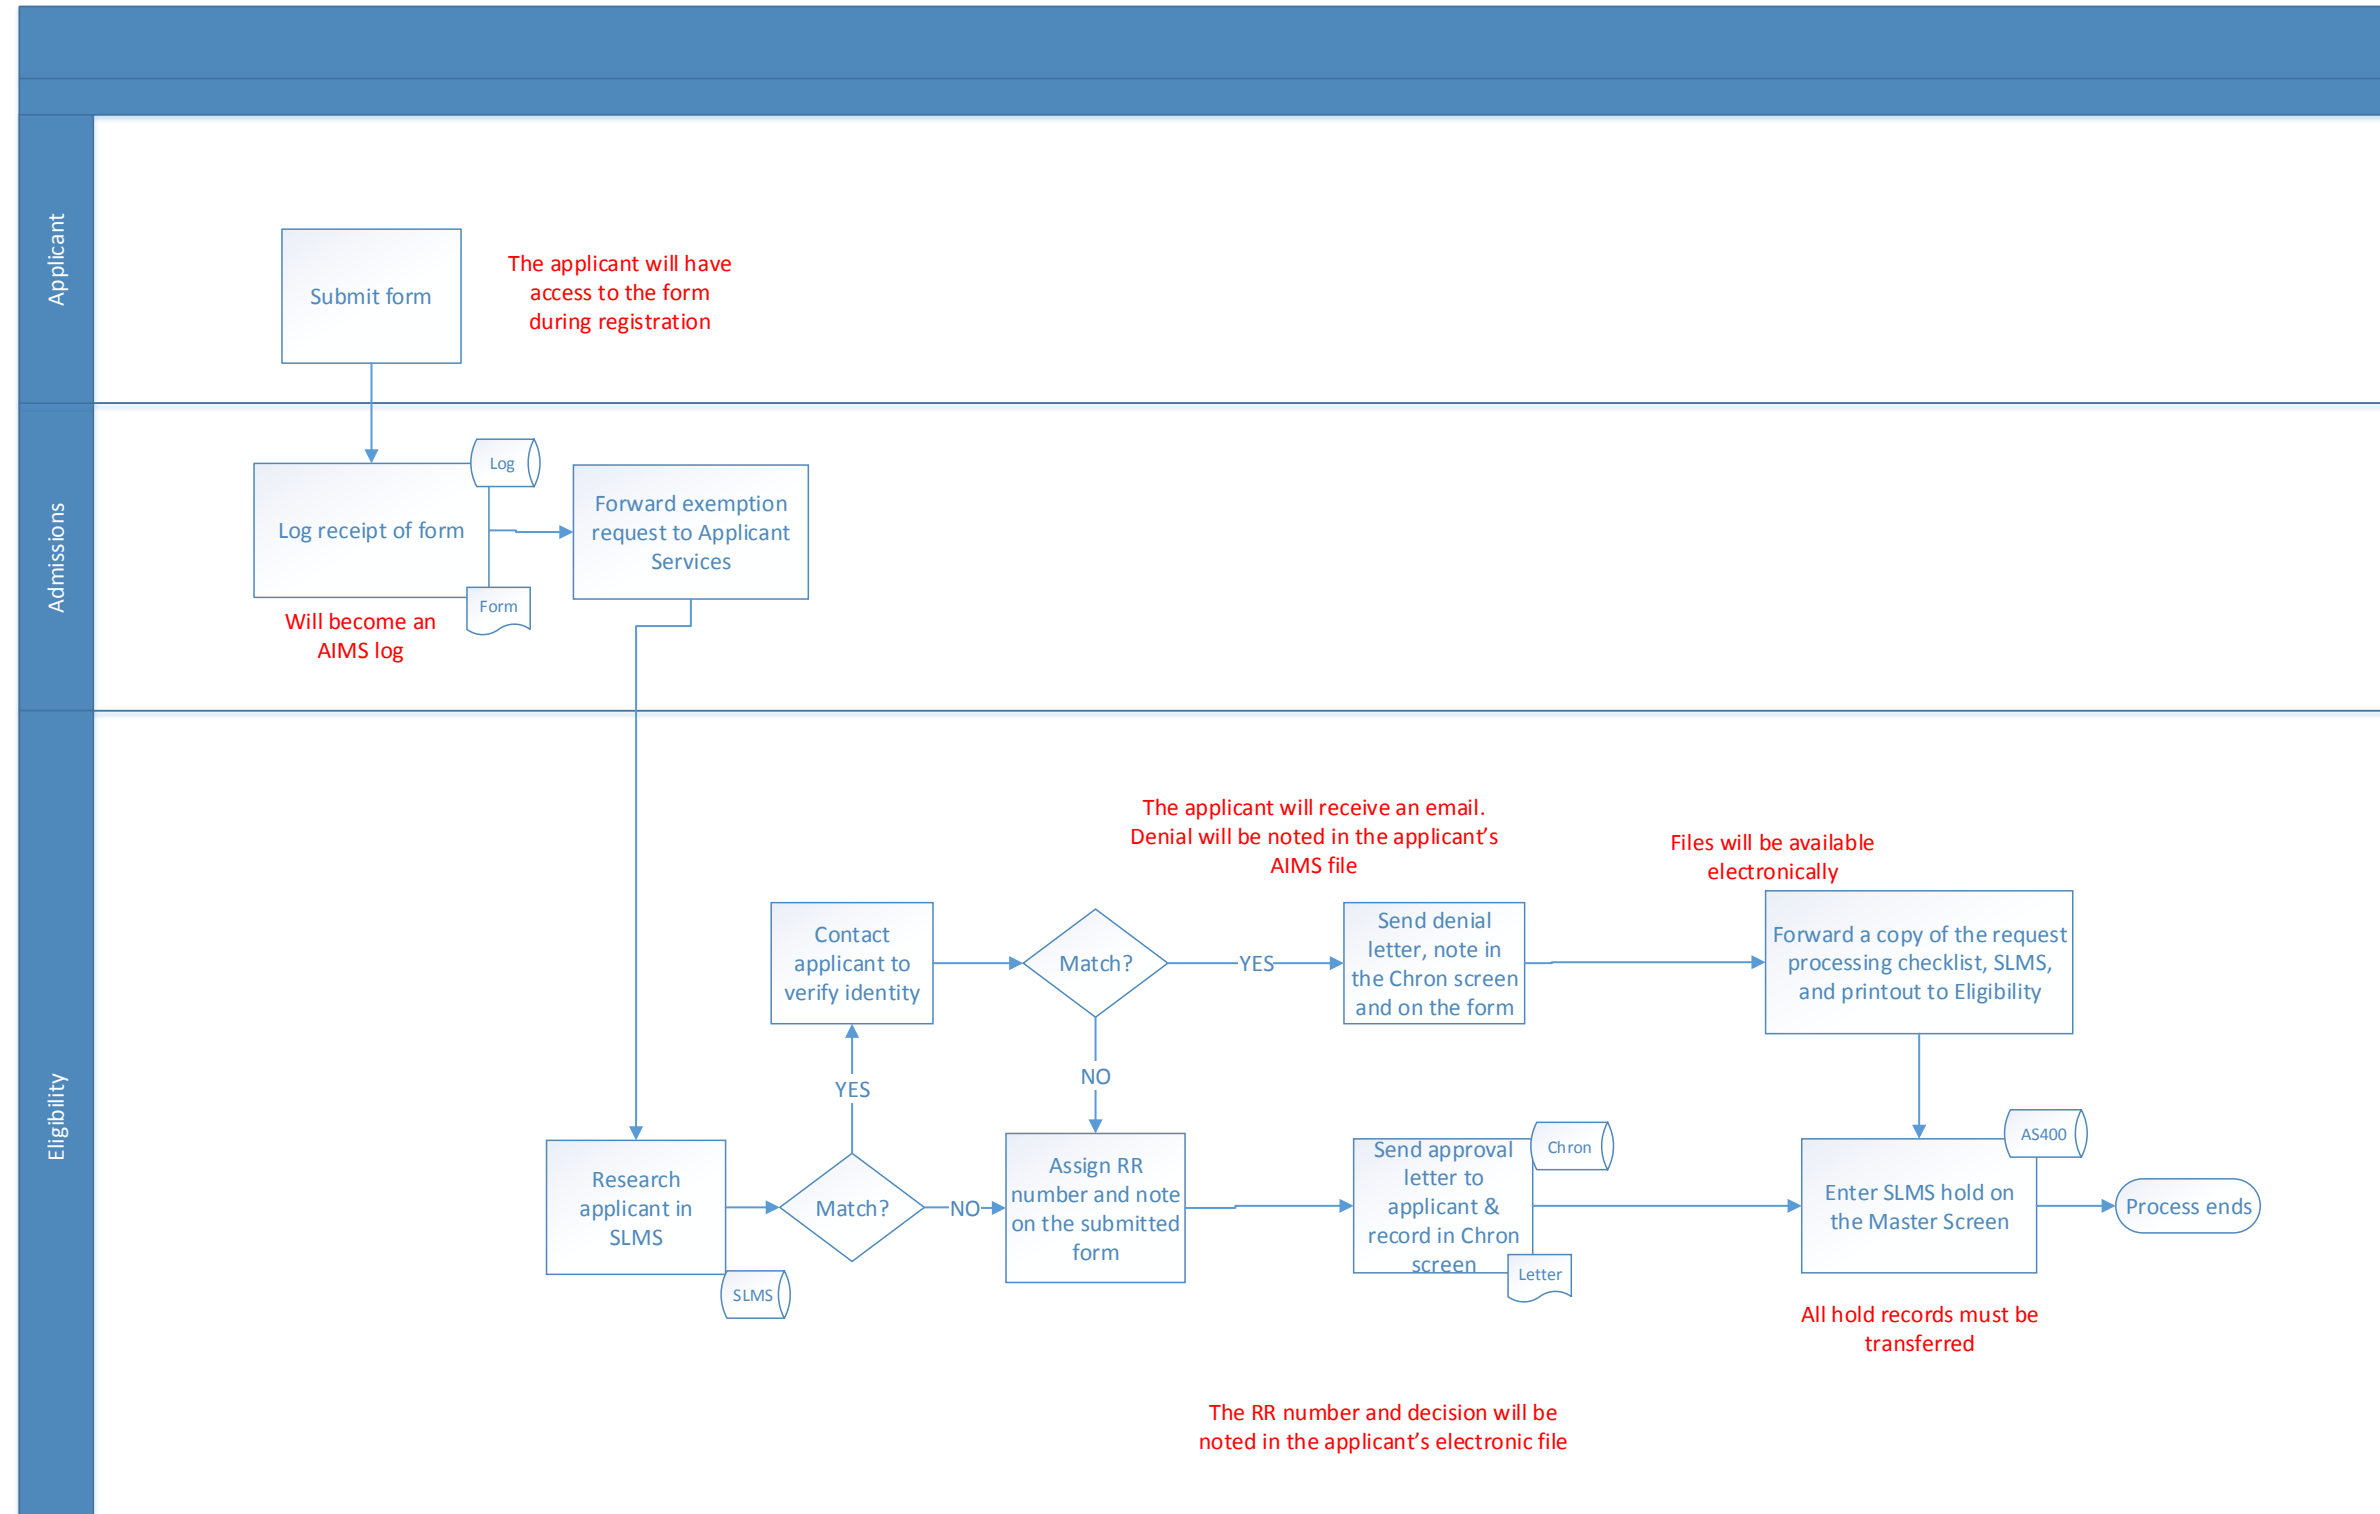 Applicant
Submit form
The applicant will have
access to the form
during registration
Admissions
Log receipt of form
Log
Form
Will become an
AIMS log
Forward exemption
request to Applicant
Services
Eligibility
Research
applicant in
SLMS
SLMS
Match?
YES
NO
Contact
applicant to
verify identity
Match?
YES
NO
The applicant will receive an email.
Denial will be noted in the applicant’s
AIMS file
Send denial
letter, note in
the Chron screen
and on the form
Files will be available
electronically
Forward a copy of the request
processing checklist, SLMS,
and printout to Eligibility
Assign RR
number and note
on the submitted
form
Send approval
letter to
applicant &
record in Chron
screen
Chron
Letter
Enter SLMS hold on
the Master Screen
AS400
Process ends
All hold records must be
transferred
The RR number and decision will be
noted in the applicant’s electronic file